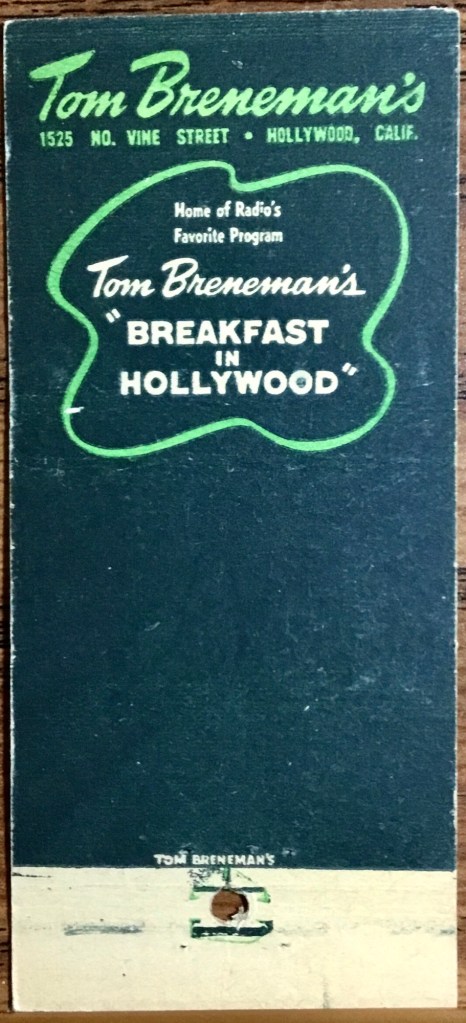 Tom Breneman's
1525 NO. VINE STREET • HOLLYWOOD, CALIF.
Home of Radio's
Favorite Program
Tom Breneman's
"BREAKFAST
IN
HOLLYWOOD"
TOM BRENEMAN'S